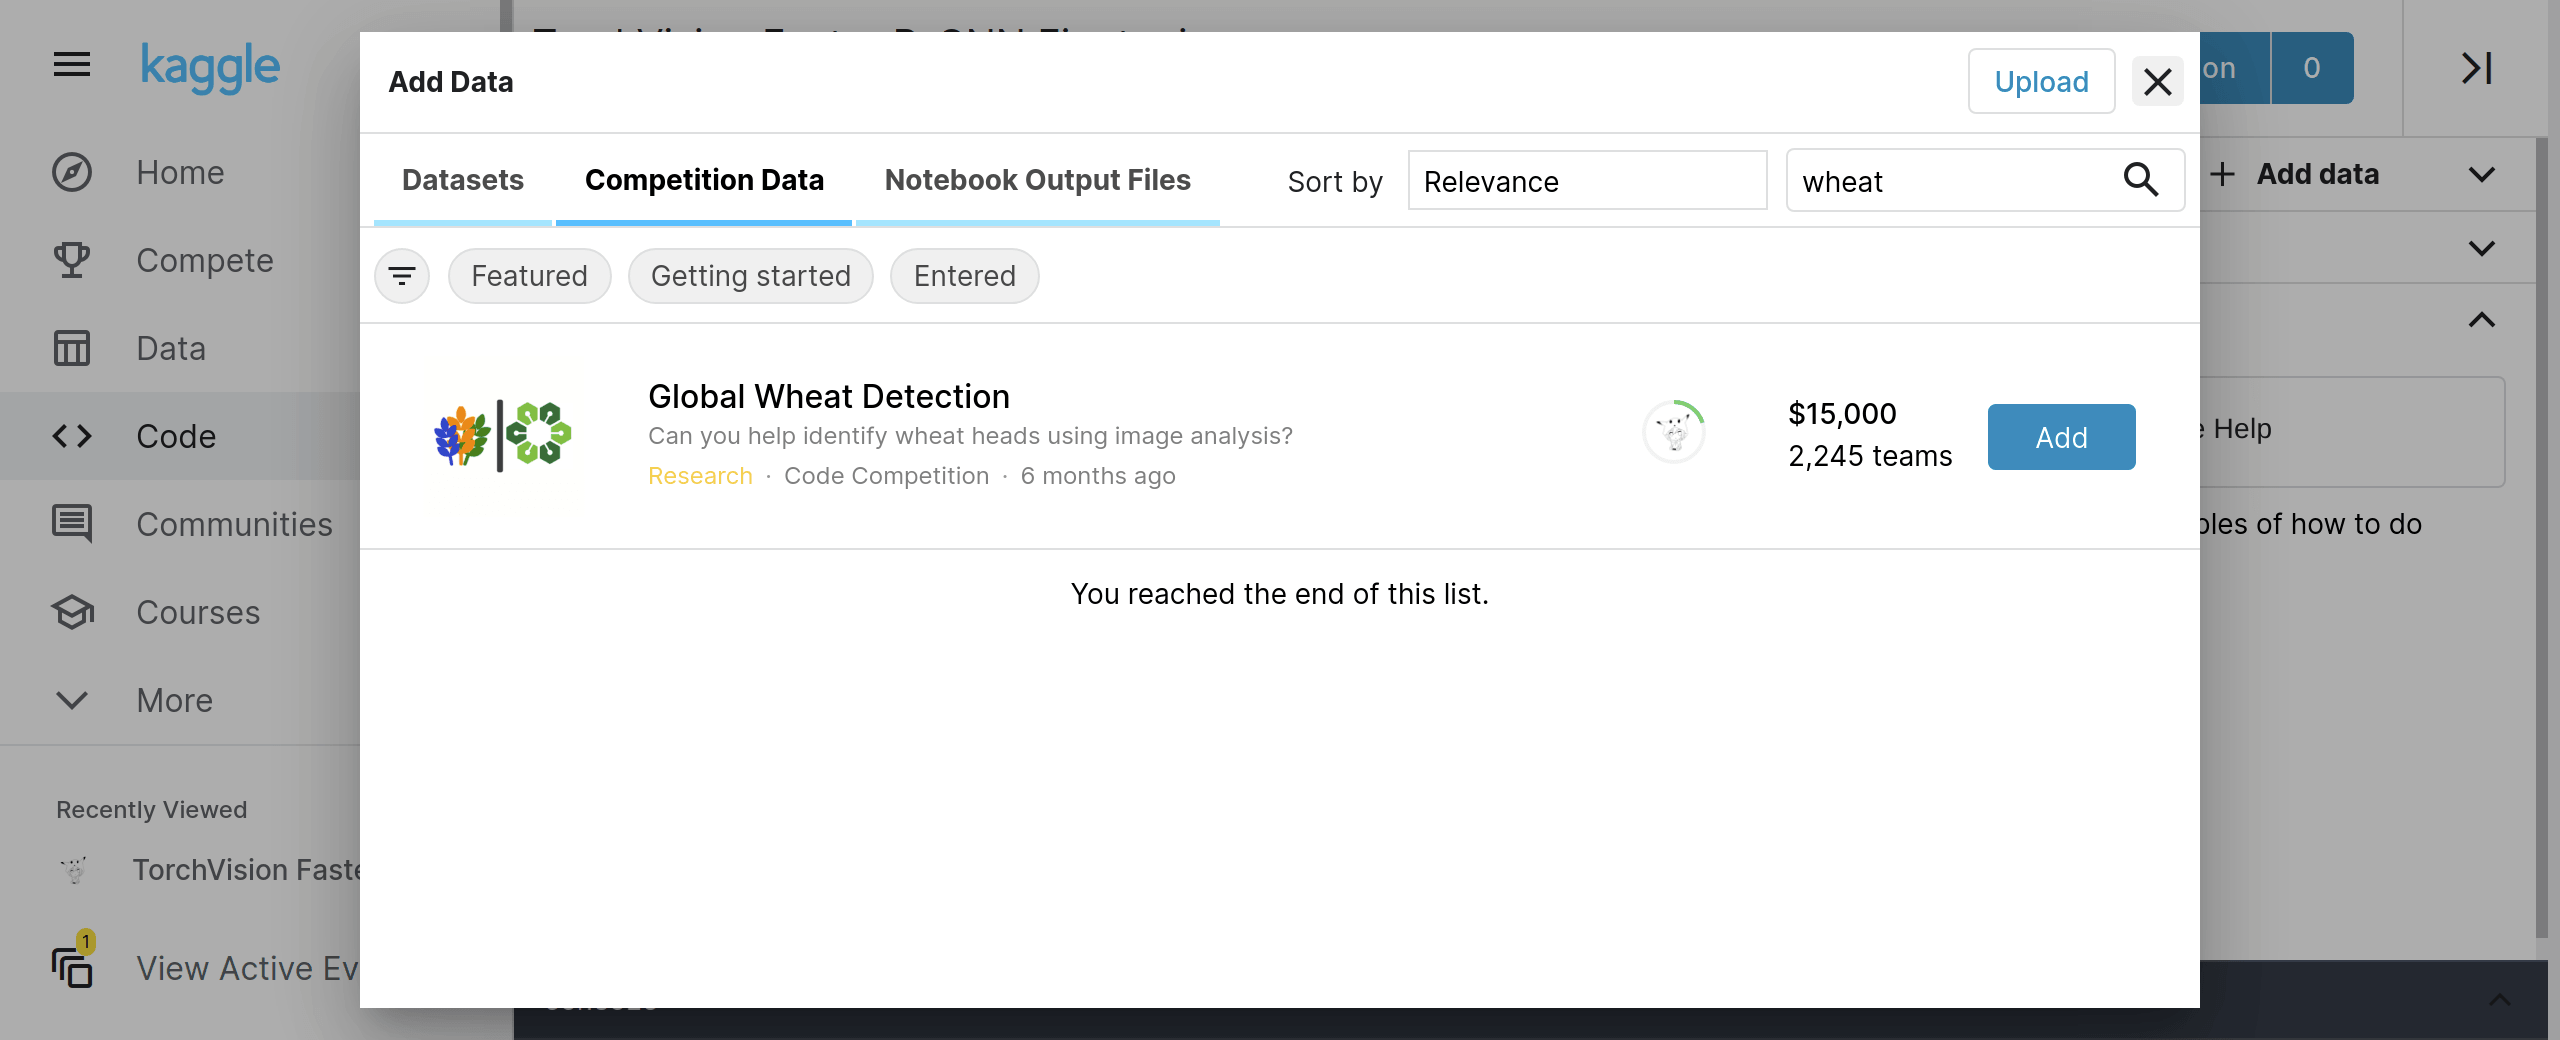 kaggle
Home
Compete
Data
Code
Communities
Courses
More
Recently Viewed
TorchVision Faste
1
View Active Ev
Add Data
Upload
Datasets
Competition Data
Notebook Output Files
Sort by
Relevance
wheat
Featured
Getting started
Entered
Global Wheat Detection
Can you help identify wheat heads using image analysis?
Research · Code Competition · 6 months ago
$15,000
2,245 teams
Add
You reached the end of this list.
on
0
Add data
e Help
ples of how to do